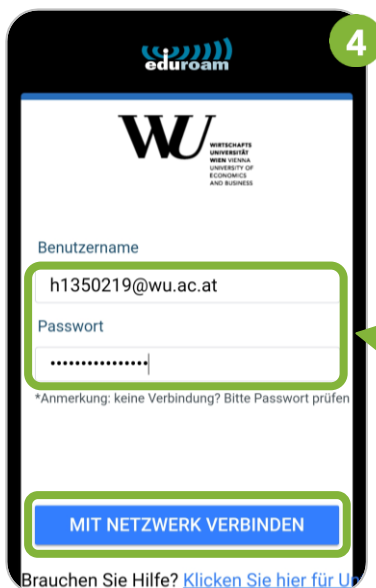 4
eduroam
WU
WIRTSCHAFTS
UNIVERSITÄT
WIEN VIENNA
UNIVERSITY OF
ECONOMICS
AND BUSINESS
Benutzername
h1350219@wu.ac.at
Passwort
••••••••••••••••
*Anmerkung: keine Verbindung? Bitte Passwort prüfen
MIT NETZWERK VERBINDEN
Brauchen Sie Hilfe? Klicken Sie hier für Un